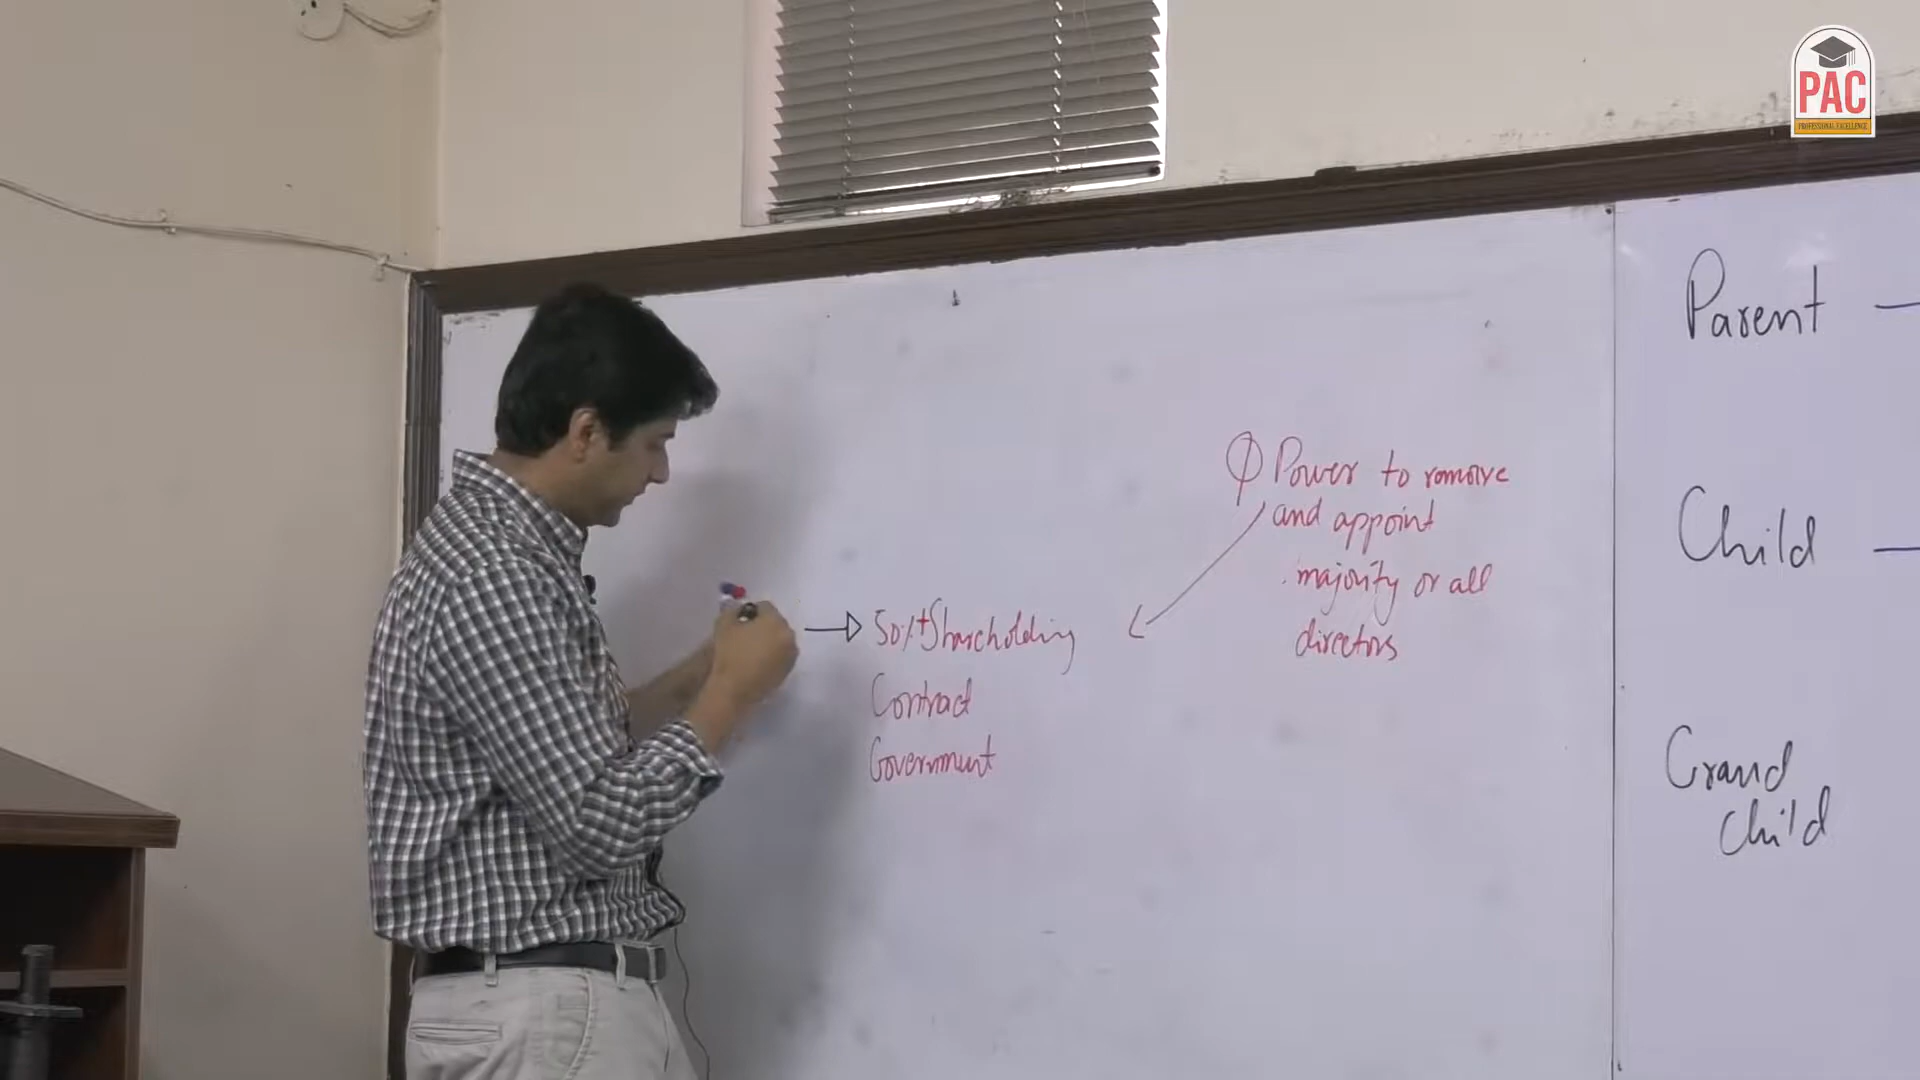 PAC
PROFESSIONAL EXCELLENCE
Power to remove
and appoint
majority or all
directors
50%+Shareholding
Contract
Government
Parent
Child
Grand
Child